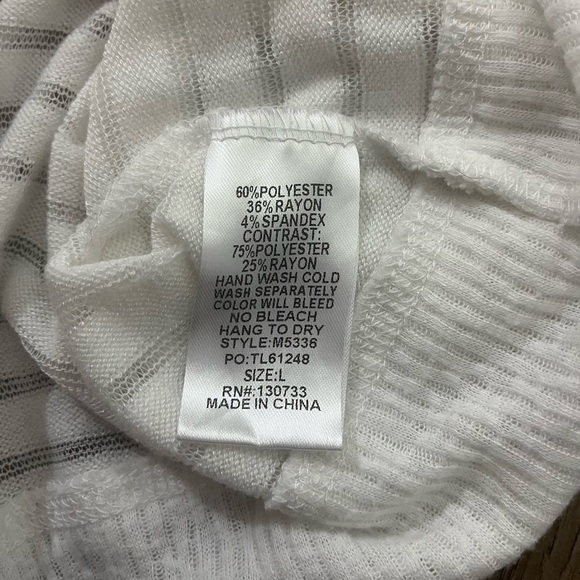 60%POLYESTER
36%RAYON
4%SPANDEX
CONTRAST:
75%POLYESTER
25%RAYON
HAND WASH COLD
WASH SEPARATELY
COLOR WILL BLEED
NO BLEACH
HANG TO DRY
STYLE:M5336
PO:TL61248
SIZE:L
RN#:130733
MADE IN CHINA